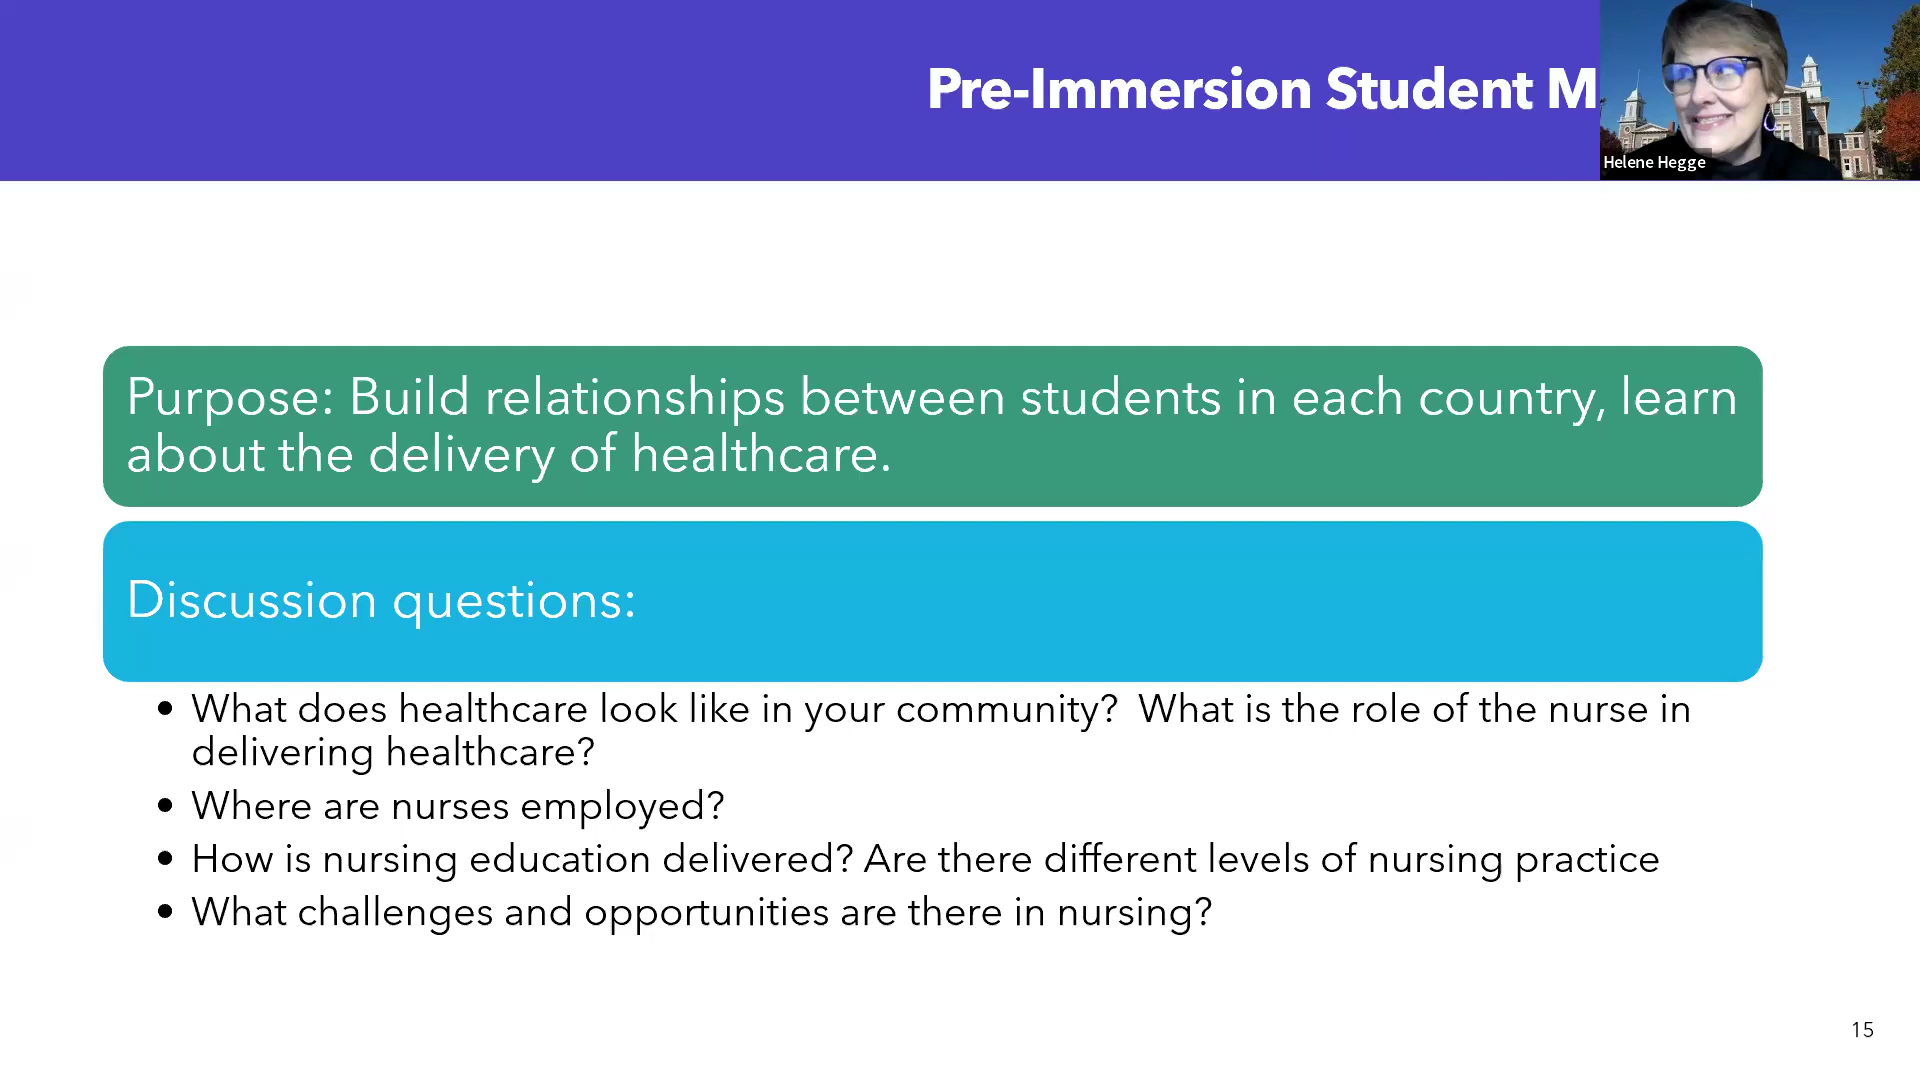 Pre-Immersion Student M
Helene Hegge
Purpose: Build relationships between students in each country, learn
about the delivery of healthcare.
Discussion questions:
• What does healthcare look like in your community?  What is the role of the nurse in
delivering healthcare?
• Where are nurses employed?
• How is nursing education delivered? Are there different levels of nursing practice
• What challenges and opportunities are there in nursing?
15